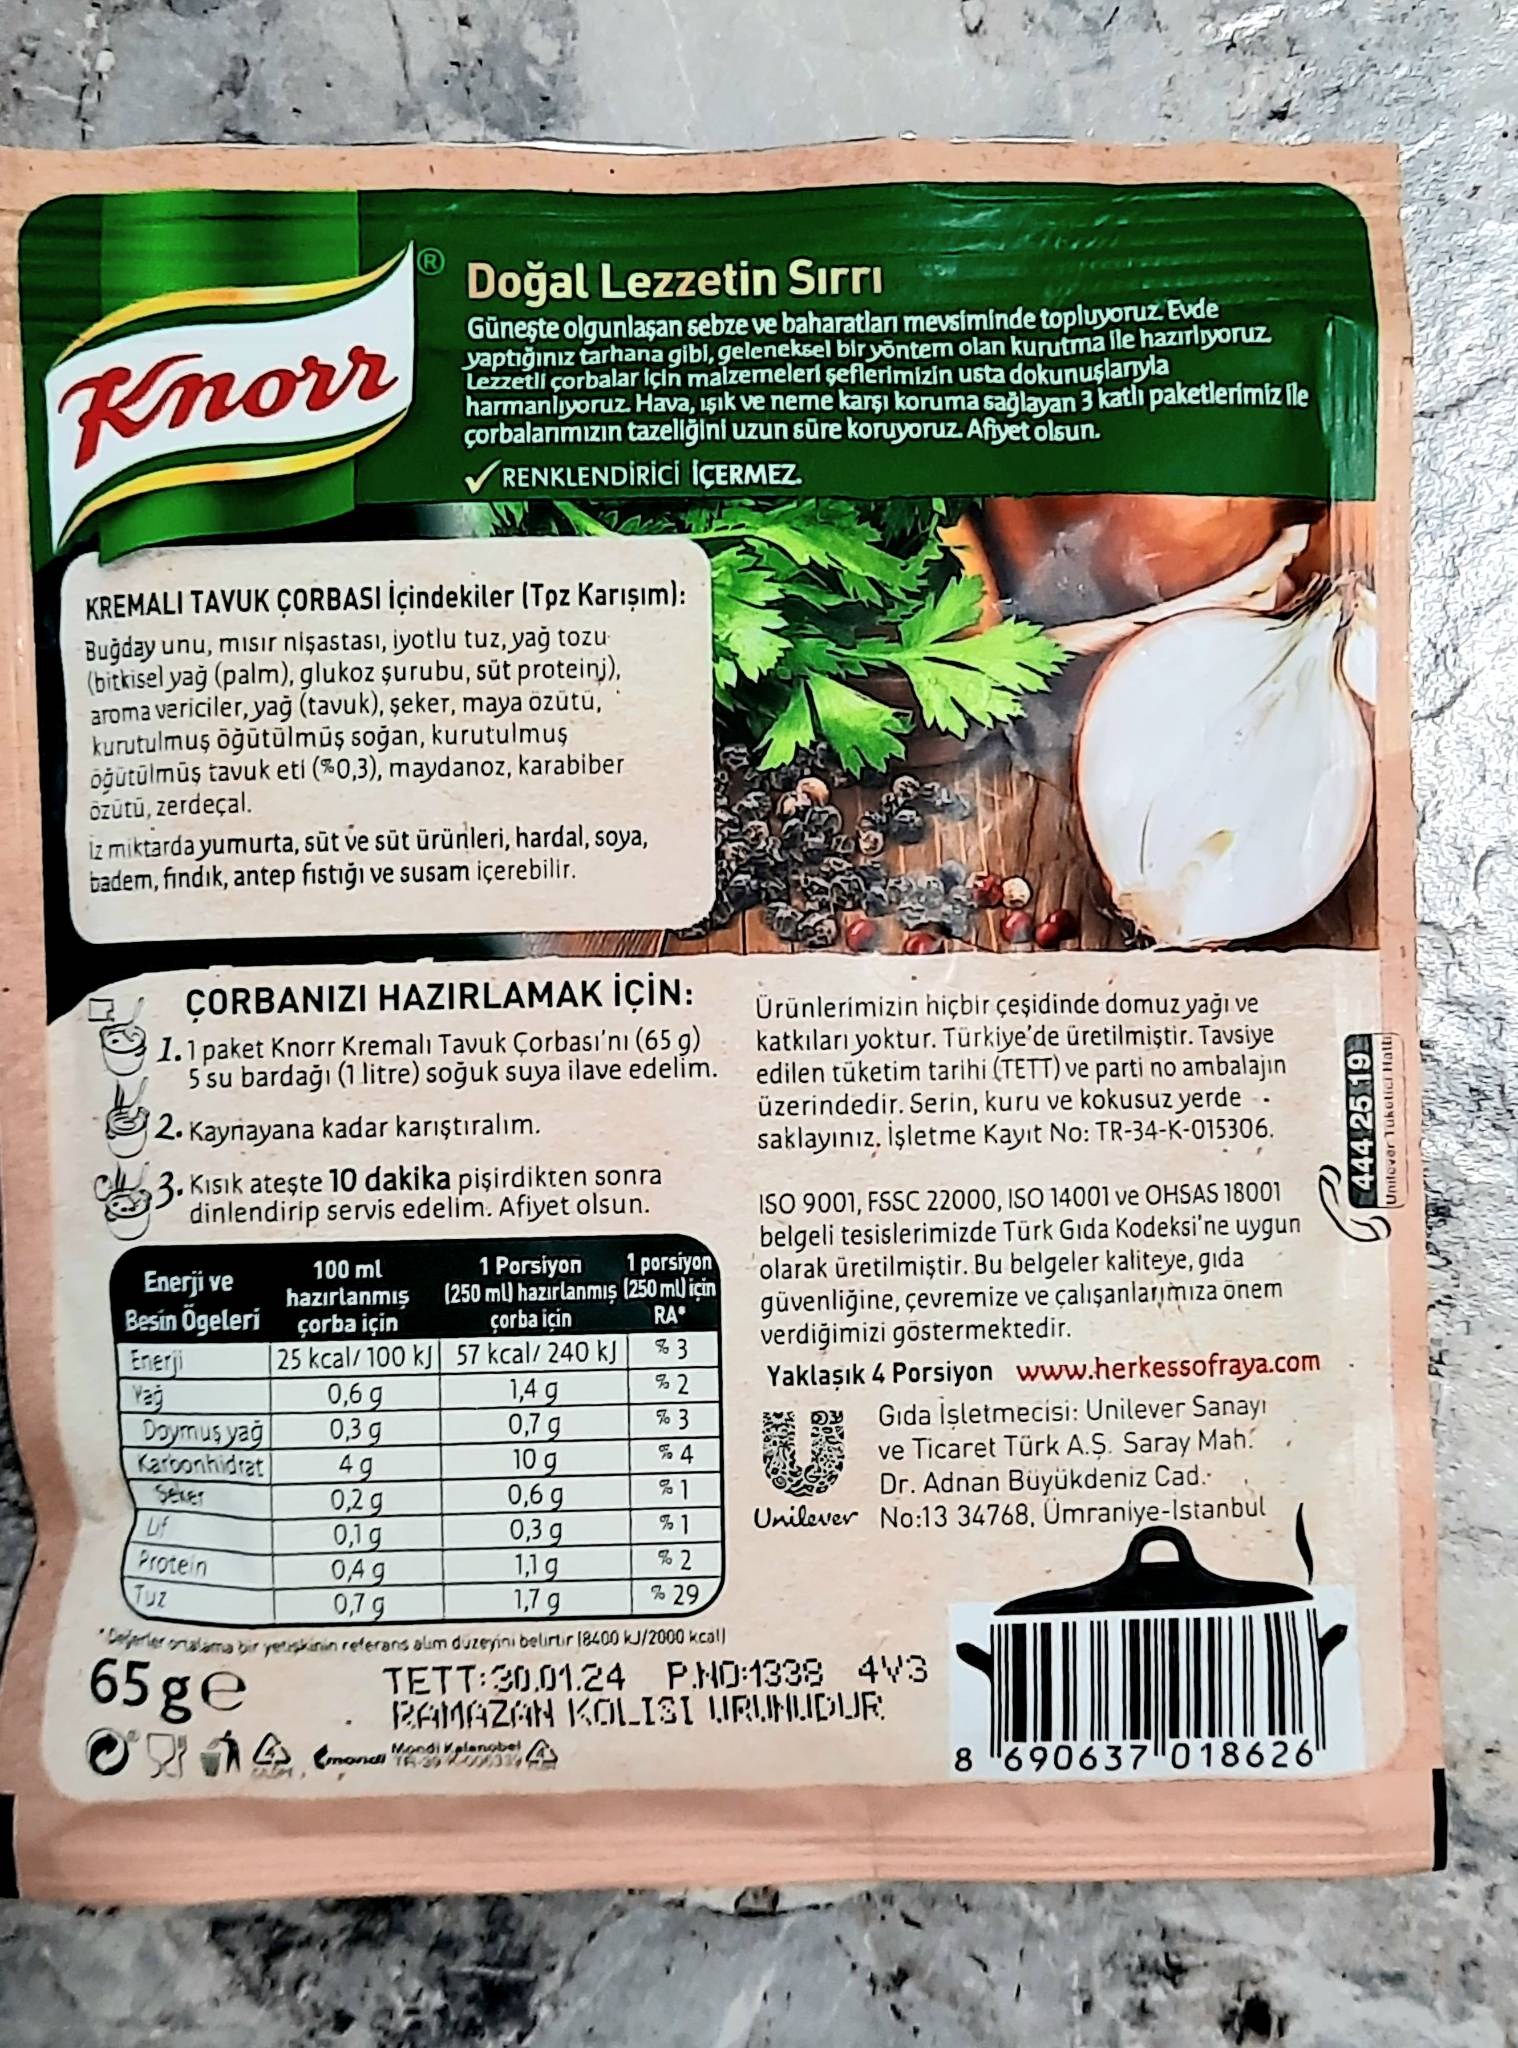 Knorr®
Doğal Lezzetin Sırrı
Güneşte olgunlaşan sebze ve baharatları mevsiminde topluyoruz. Evde
yaptığınız tarhana gibi, geleneksel bir yöntem olan kurutma ile hazırlıyoruz.
Lezzetli çorbalar için malzemeleri şeflerimizin usta dokunuşlarıyla
harmanlıyoruz. Hava, ışık ve neme karşı koruma sağlayan 3 katlı paketlerimiz ile
çorbalarımızın tazeliğini uzun süre koruyoruz. Afiyet olsun.
✓ RENKLENDİRİCİ İÇERMEZ.
KREMALI TAVUK ÇORBASI İçindekiler (Toz Karışım):
Buğday unu, mısır nişastası, iyotlu tuz, yağ tozu
(bitkisel yağ (palm), glukoz şurubu, süt proteini),
aroma vericiler, yağ (tavuk), şeker, maya özütü,
kurutulmuş öğütülmüş soğan, kurutulmuş
öğütülmüş tavuk eti (%0,3), maydanoz, karabiber
özütü, zerdeçal.
İz miktarda yumurta, süt ve süt ürünleri, hardal, soya,
badem, fındık, antep fıstığı ve susam içerebilir.
ÇORBANIZI HAZIRLAMAK İÇİN:
1. 1 paket Knorr Kremalı Tavuk Çorbası'nı (65 g)
5 su bardağı (1 litre) soğuk suya ilave edelim.
2. Kaynayana kadar karıştıralım.
3. Kısık ateşte 10 dakika pişirdikten sonra
dinlendirip servis edelim. Afiyet olsun.
Enerji ve Besin Ögeleri 100 ml hazırlanmış çorba için 1 Porsiyon (250 ml) hazırlanmış çorba için 1 porsiyon (250 ml) için RA*
Enerji 25 kcal/ 100 kJ 57 kcal/ 240 kJ % 3
Yağ 0,6 g 1,4 g % 2
Doymuş yağ 0,3 g 0,7 g % 3
Karbonhidrat 4 g 10 g % 4
Şeker 0,2 g 0,6 g % 1
Lif 0,1 g 0,3 g % 1
Protein 0,4 g 1,1 g % 2
Tuz 0,7 g 1,7 g % 29
*Değerler ortalama bir yetişkinin referans alım düzeyini belirtir (8400 kJ/2000 kcal)
65 g e
TETT:30.01.24 P.NO:1338 4V3
RAMAZAN KOLISI URUNUDUR
mondi Mondi Kalenobel
Ürünlerimizin hiçbir çeşidinde domuz yağı ve
katkıları yoktur. Türkiye'de üretilmiştir. Tavsiye
edilen tüketim tarihi (TETT) ve parti no ambalajın
üzerindedir. Serin, kuru ve kokusuz yerde
saklayınız. İşletme Kayıt No: TR-34-K-015306.
ISO 9001, FSSC 22000, ISO 14001 ve OHSAS 18001
belgeli tesislerimizde Türk Gıda Kodeksi'ne uygun
olarak üretilmiştir. Bu belgeler kaliteye, gıda
güvenliğine, çevremize ve çalışanlarımıza önem
verdiğimizi göstermektedir.
Yaklaşık 4 Porsiyon www.herkessofraya.com
Gıda İşletmecisi: Unilever Sanayi
ve Ticaret Türk A.Ş. Saray Mah.
Dr. Adnan Büyükdeniz Cad.
No:13 34768, Ümraniye-İstanbul
Unilever
444 25 19
Unilever Tüketici Hattı
8 690637 018626